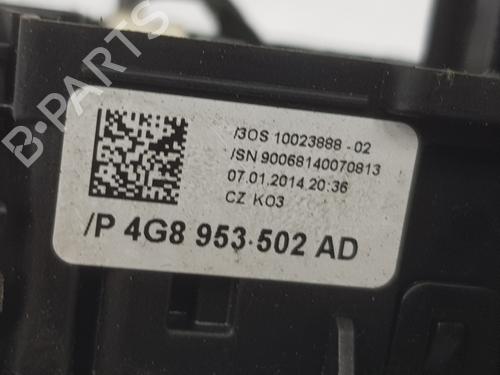 B-PARTS
/3OS 10023888 - 02
/SN 90068140070813
07.01.2014 20:36
CZ KO3
/P 4G8 953.502 AD